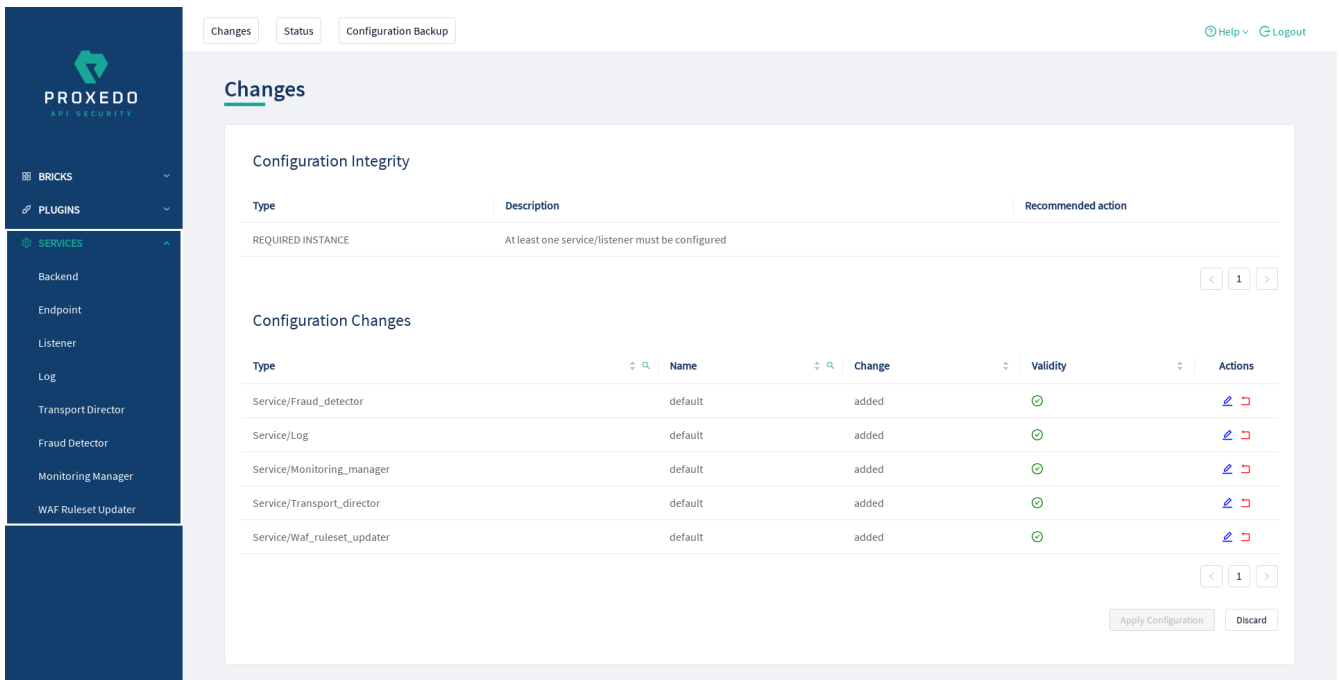 Changes Status Configuration Backup Help Logout
PROXEDO
API SECURITY
BRICKS
PLUGINS
SERVICES
Backend
Endpoint
Listener
Log
Transport Director
Fraud Detector
Monitoring Manager
WAF Ruleset Updater
Changes
Configuration Integrity
Type Description Recommended action
REQUIRED INSTANCE At least one service/listener must be configured
< 1 >
Configuration Changes
Type Name Change Validity Actions
Service/Fraud_detector default added
Service/Log default added
Service/Monitoring_manager default added
Service/Transport_director default added
Service/Waf_ruleset_updater default added
< 1 >
Apply Configuration Discard